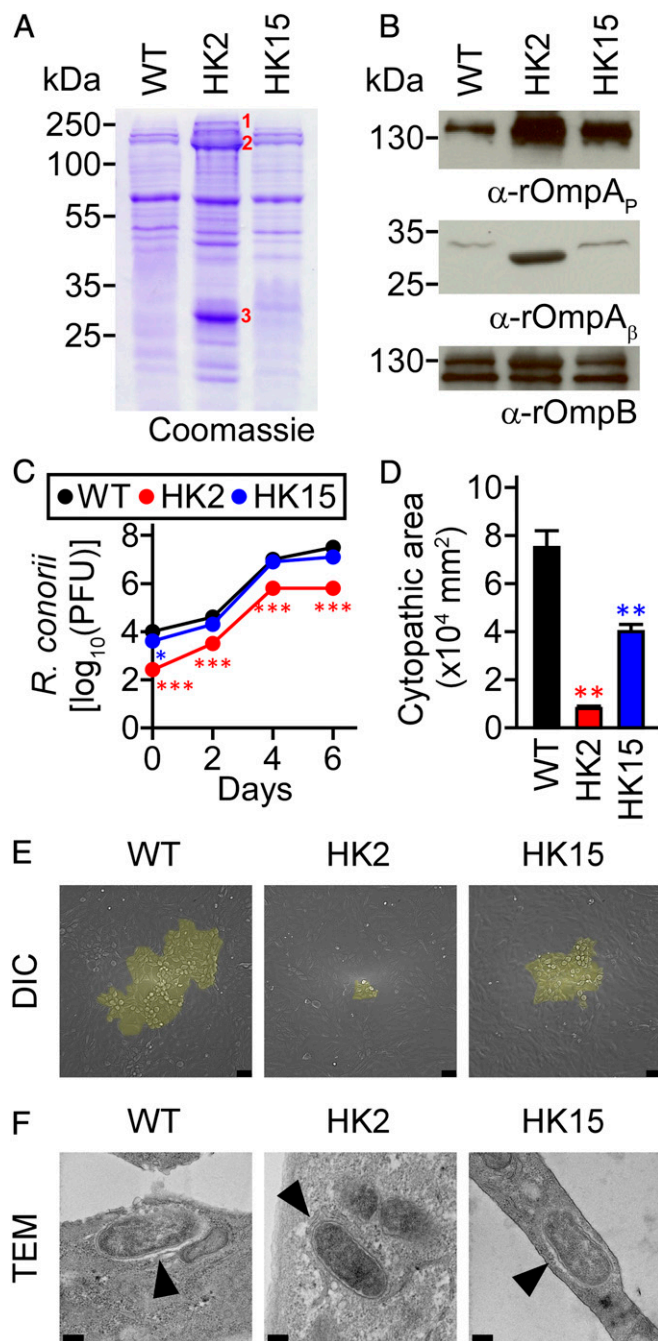 A
kDa
WT
HK2
HK15
250
100
55
35
25
1
2
3
Coomassie
B
kDa
WT
HK2
HK15
130
α-rOmpA_P
35
25
α-rOmpA_β
130
α-rOmpB
C
WT HK2 HK15
R. conorii
[log₁₀(PFU)]
8
6
4
2
0
*
***
***
***
***
0 2 4 6
Days
D
Cytopathic area
(x10⁴ mm²)
10
8
6
4
2
0
**
**
WT
HK2
HK15
E
WT HK2 HK15
DIC
F
WT HK2 HK15
TEM